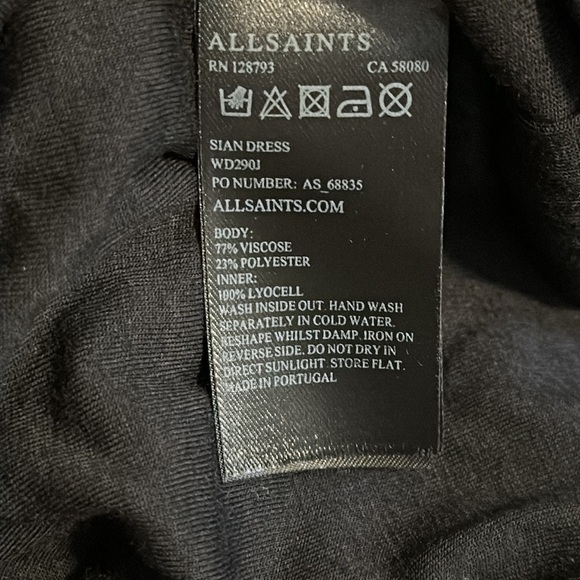 ALLSAINTS
RN 128793 CA 58080
SIAN DRESS
WD290J
PO NUMBER: AS_68835
ALLSAINTS.COM
BODY:
77% VISCOSE
23% POLYESTER
INNER:
100% LYOCELL
WASH INSIDE OUT. HAND WASH
SEPARATELY IN COLD WATER.
RESHAPE WHILST DAMP. IRON ON
REVERSE SIDE. DO NOT DRY IN
DIRECT SUNLIGHT. STORE FLAT.
MADE IN PORTUGAL